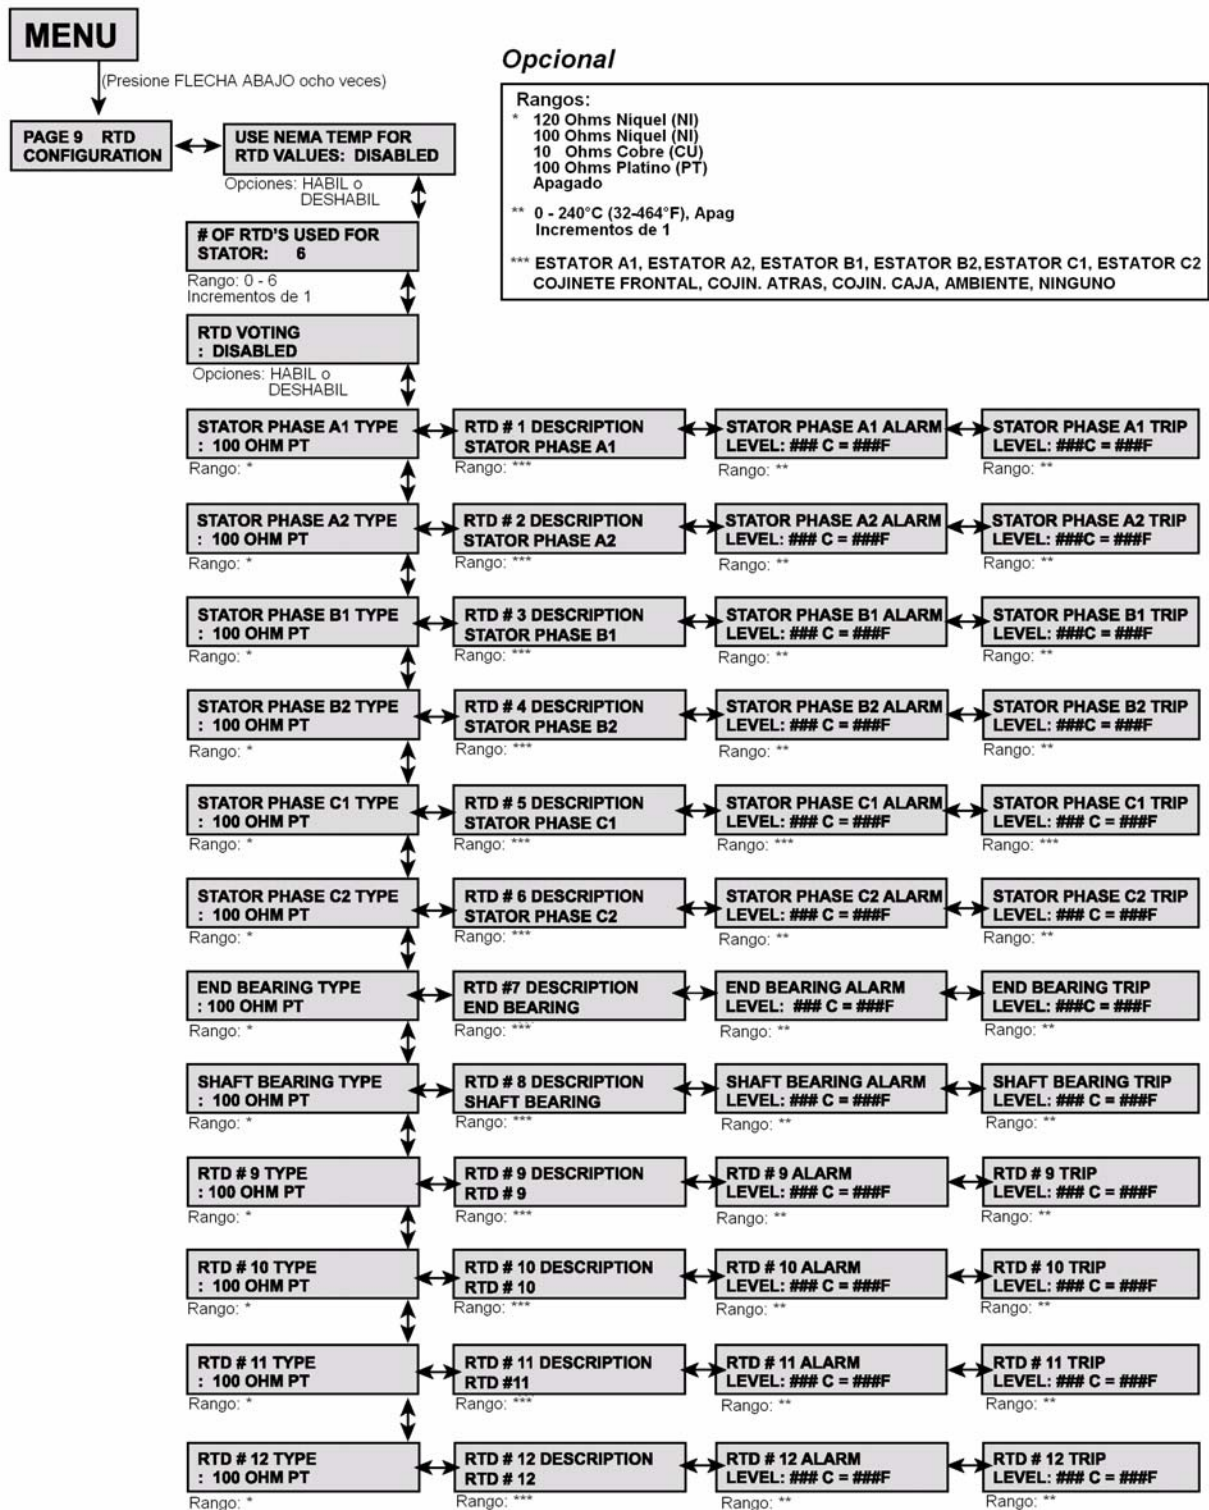 MENU
(Presione FLECHA ABAJO ocho veces)
Opcional
Rangos:
* 120 Ohms Niquel (NI)
100 Ohms Niquel (NI)
10 Ohms Cobre (CU)
100 Ohms Platino (PT)
Apagado
** 0 - 240°C (32-464°F), Apag
Incrementos de 1
*** ESTATOR A1, ESTATOR A2, ESTATOR B1, ESTATOR B2, ESTATOR C1, ESTATOR C2
COJINETE FRONTAL, COJIN. ATRAS, COJIN. CAJA, AMBIENTE, NINGUNO
PAGE 9 RTD
CONFIGURATION
USE NEMA TEMP FOR
RTD VALUES: DISABLED
Opciones: HABIL o
DESHABIL
# OF RTD'S USED FOR
STATOR: 6
Rango: 0 - 6
Incrementos de 1
RTD VOTING
: DISABLED
Opciones: HABIL o
DESHABIL
STATOR PHASE A1 TYPE
: 100 OHM PT
Rango: *
RTD # 1 DESCRIPTION
STATOR PHASE A1
Rango: ***
STATOR PHASE A1 ALARM
LEVEL: ### C = ###F
Rango: **
STATOR PHASE A1 TRIP
LEVEL: ###C = ###F
Rango: **
STATOR PHASE A2 TYPE
: 100 OHM PT
Rango: *
RTD # 2 DESCRIPTION
STATOR PHASE A2
Rango: ***
STATOR PHASE A2 ALARM
LEVEL: ### C = ###F
Rango: **
STATOR PHASE A2 TRIP
LEVEL: ###C = ###F
Rango: **
STATOR PHASE B1 TYPE
: 100 OHM PT
Rango: *
RTD # 3 DESCRIPTION
STATOR PHASE B1
Rango: ***
STATOR PHASE B1 ALARM
LEVEL: ### C = ###F
Rango: **
STATOR PHASE B1 TRIP
LEVEL: ###C = ###F
Rango: **
STATOR PHASE B2 TYPE
: 100 OHM PT
Rango: *
RTD # 4 DESCRIPTION
STATOR PHASE B2
Rango: ***
STATOR PHASE B2 ALARM
LEVEL: ### C = ###F
Rango: **
STATOR PHASE B2 TRIP
LEVEL: ### C = ###F
Rango: **
STATOR PHASE C1 TYPE
: 100 OHM PT
Rango: *
RTD # 5 DESCRIPTION
STATOR PHASE C1
Rango: ***
STATOR PHASE C1 ALARM
LEVEL: ### C = ###F
Rango: ***
STATOR PHASE C1 TRIP
LEVEL: ### C = ###F
Rango: ***
STATOR PHASE C2 TYPE
: 100 OHM PT
Rango: *
RTD # 6 DESCRIPTION
STATOR PHASE C2
Rango: ***
STATOR PHASE C2 ALARM
LEVEL: ### C = ###F
Rango: **
STATOR PHASE C2 TRIP
LEVEL: ### C = ###F
Rango: **
END BEARING TYPE
: 100 OHM PT
Rango: *
RTD #7 DESCRIPTION
END BEARING
Rango: ***
END BEARING ALARM
LEVEL: ### C = ###F
Rango: **
END BEARING TRIP
LEVEL: ###C = ###F
Rango: **
SHAFT BEARING TYPE
: 100 OHM PT
Rango: *
RTD # 8 DESCRIPTION
SHAFT BEARING
Rango: ***
SHAFT BEARING ALARM
LEVEL: ### C = ###F
Rango: **
SHAFT BEARING TRIP
LEVEL: ### C = ###F
Rango: **
RTD # 9 TYPE
: 100 OHM PT
Rango: *
RTD # 9 DESCRIPTION
RTD # 9
Rango: ***
RTD # 9 ALARM
LEVEL: ### C = ###F
Rango: **
RTD # 9 TRIP
LEVEL: ### C = ###F
Rango: **
RTD # 10 TYPE
: 100 OHM PT
Rango: *
RTD # 10 DESCRIPTION
RTD # 10
Rango: ***
RTD # 10 ALARM
LEVEL: ### C = ###F
Rango: **
RTD # 10 TRIP
LEVEL: ### C = ###F
Rango: **
RTD # 11 TYPE
: 100 OHM PT
Rango: *
RTD # 11 DESCRIPTION
RTD #11
Rango: ***
RTD # 11 ALARM
LEVEL: ### C = ###F
Rango: **
RTD # 11 TRIP
LEVEL: ### C = ###F
Rango: **
RTD # 12 TYPE
: 100 OHM PT
Rango: *
RTD # 12 DESCRIPTION
RTD # 12
Rango: ***
RTD # 12 ALARM
LEVEL: ### C = ###F
Rango: **
RTD # 12 TRIP
LEVEL: ### C = ###F
Rango: **